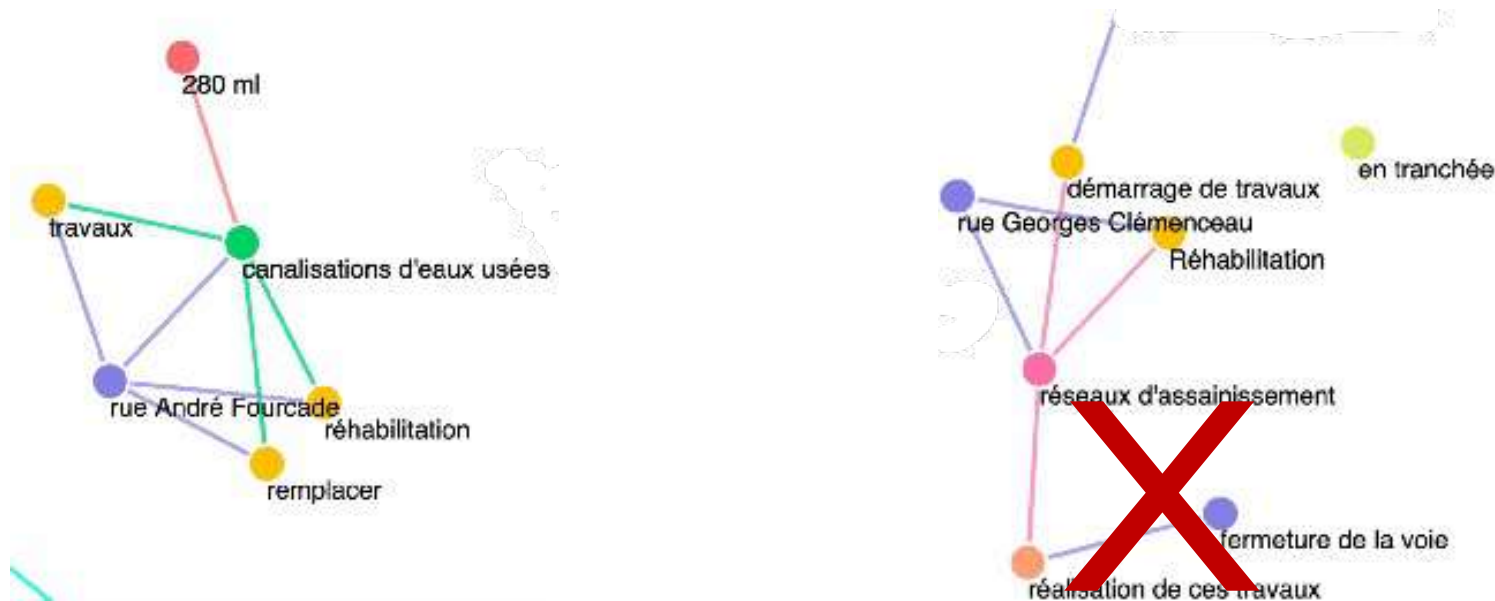 280 ml
travaux
canalisations d'eaux usées
rue André Fourcade
réhabilitation
remplacer
en tranchée
démarrage de travaux
rue Georges Clémenceau
Réhabilitation
réseaux d'assainissement
fermeture de la voie
réalisation de ces travaux